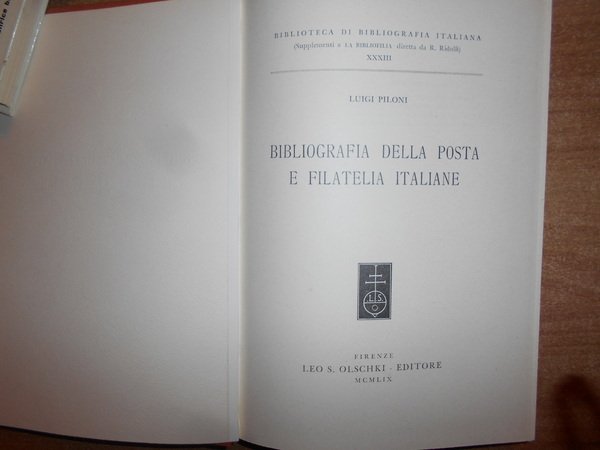 BIBLIOTECA DI BIBLIOGRAFIA ITALIANA
(Supplementi a LA BIBLIOFILIA diretta da R. Ridolfi)
XXXIII
LUIGI PILONI
BIBLIOGRAFIA DELLA POSTA
E FILATELIA ITALIANE
L S
FIRENZE
LEO S. OLSCHKI - EDITORE
MCMLIX